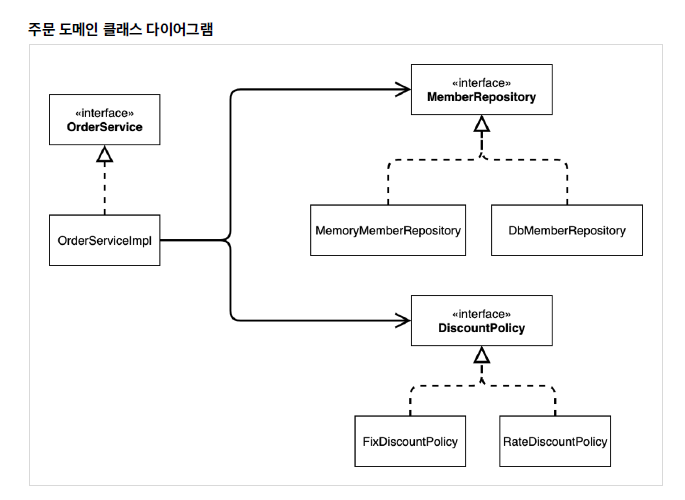 주문 도메인 클래스 다이어그램
«interface»
OrderService
OrderServiceImpl
«interface»
MemberRepository
MemoryMemberRepository
DbMemberRepository
«interface»
DiscountPolicy
FixDiscountPolicy
RateDiscountPolicy